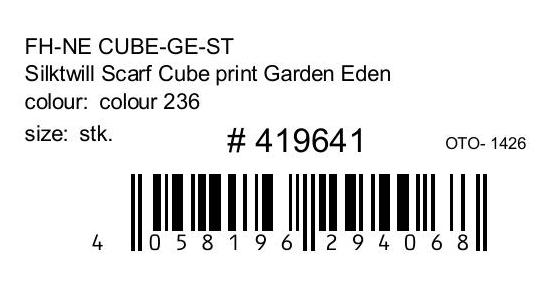 FH-NE CUBE-GE-ST
Silktwill Scarf Cube print Garden Eden
colour: colour 236
size: stk.
# 419641
OTO- 1426
4 058196 294068